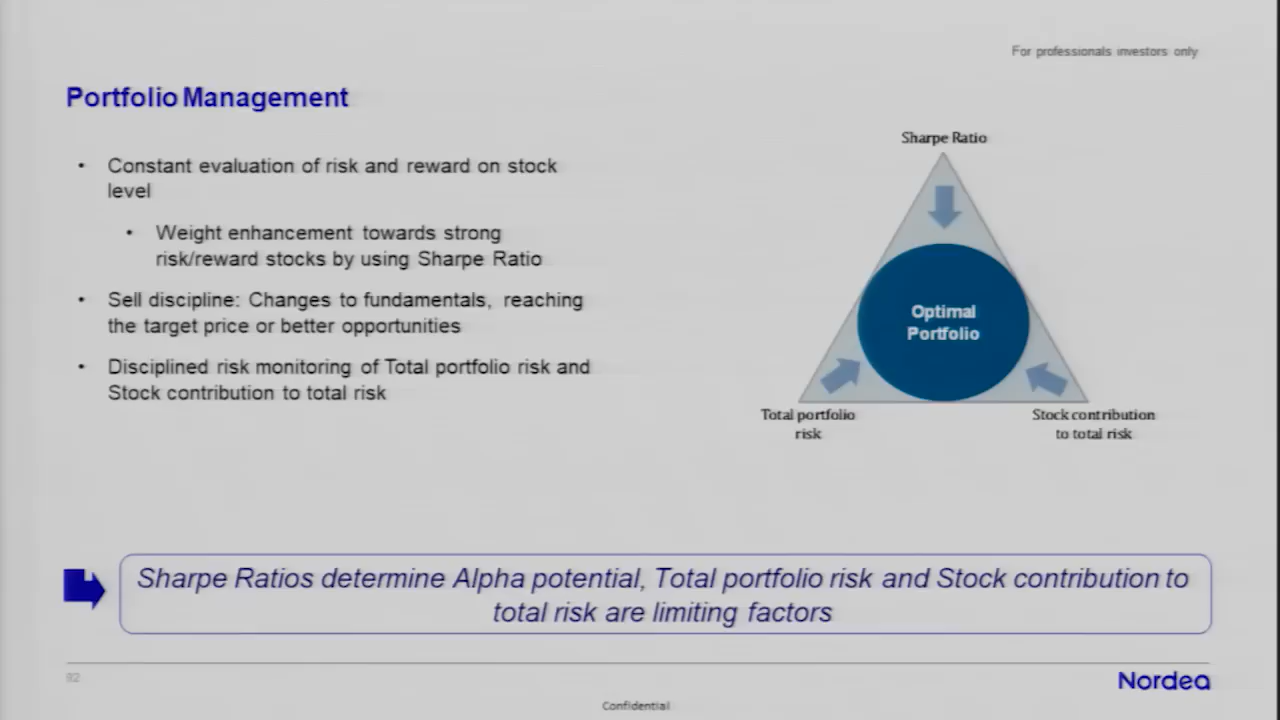 For professionals investors only
Portfolio Management
• Constant evaluation of risk and reward on stock
level
• Weight enhancement towards strong
risk/reward stocks by using Sharpe Ratio
• Sell discipline: Changes to fundamentals, reaching
the target price or better opportunities
• Disciplined risk monitoring of Total portfolio risk and
Stock contribution to total risk
Sharpe Ratio
Optimal
Portfolio
Total portfolio
risk
Stock contribution
to total risk
Sharpe Ratios determine Alpha potential, Total portfolio risk and Stock contribution to
total risk are limiting factors
92
Nordea
Confidential